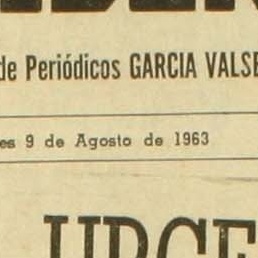 de Periódicos GARCIA VALSE
es 9 de Agosto de 1963
URGE